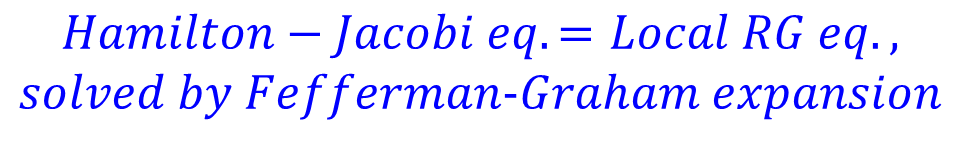 Hamilton − Jacobi eq. = Local RG eq. ,
solved by Fefferman-Graham expansion